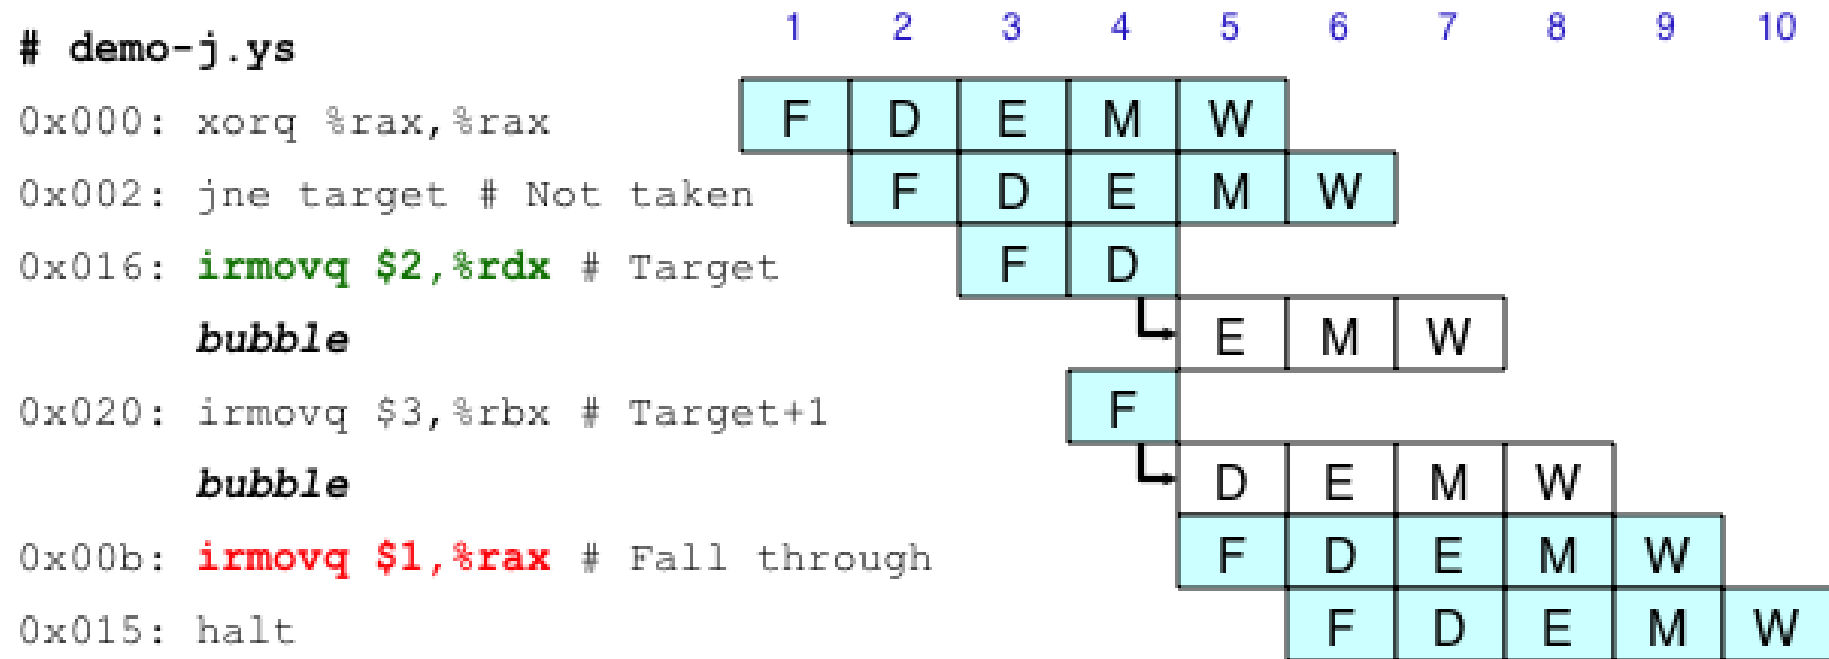 1 2 3 4 5 6 7 8 9 10
# demo-j.ys
0x000: xorq %rax,%rax F D E M W
0x002: jne target # Not taken F D E M W
0x016: irmovq $2,%rdx # Target F D
bubble E M W
0x020: irmovq $3,%rbx # Target+1 F
bubble D E M W
0x00b: irmovq $1,%rax # Fall through F D E M W
0x015: halt F D E M W